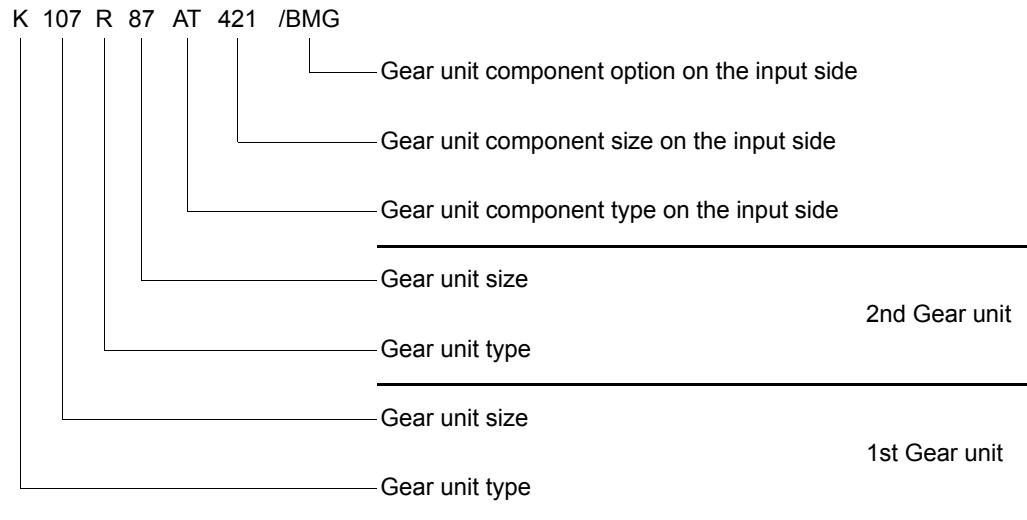 K 107 R 87 AT 421 /BMG
Gear unit component option on the input side
Gear unit component size on the input side
Gear unit component type on the input side
Gear unit size
2nd Gear unit
Gear unit type
Gear unit size
1st Gear unit
Gear unit type